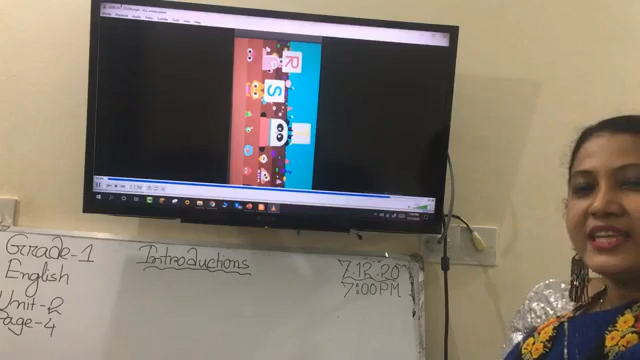 R
S
Grade-1
English
Unit-2
Page-4
Introductions
7.12.20
7:00PM